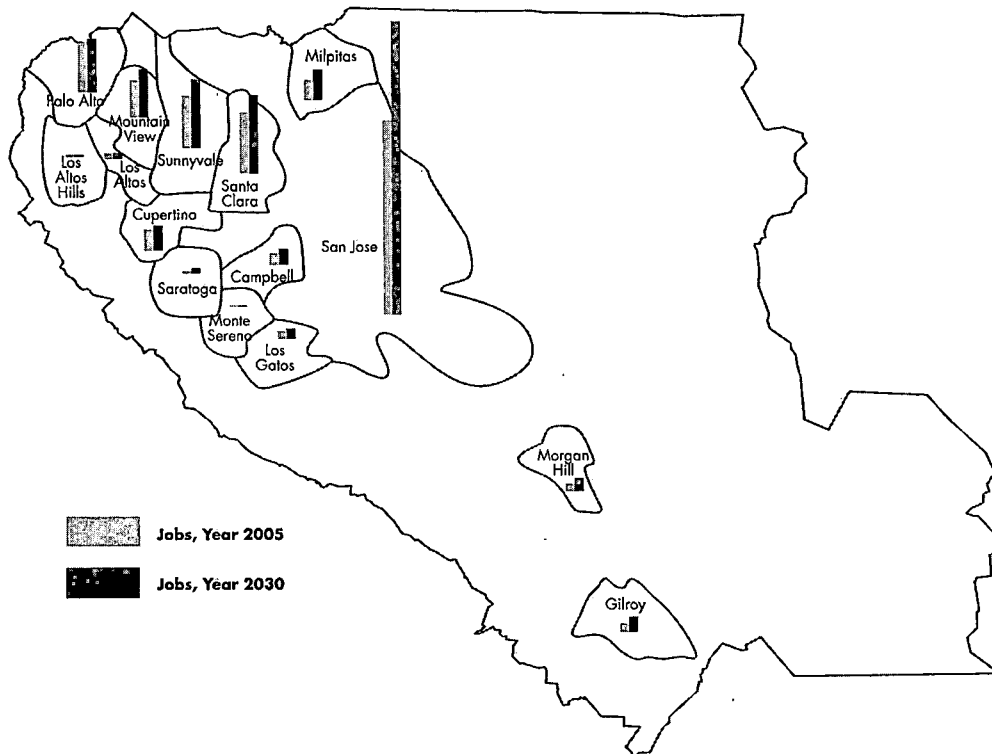 Milpitas
Palo Alto
Mountain
View
Sunnyvale
Los
Altos
Hills
Los
Altos
Santa
Clara
Cupertina
San Jose
Campbell
Saratoga
Monte
Sereno
Los
Gatos
Morgan
Hill
Jobs, Year 2005
Jobs, Year 2030
Gilroy